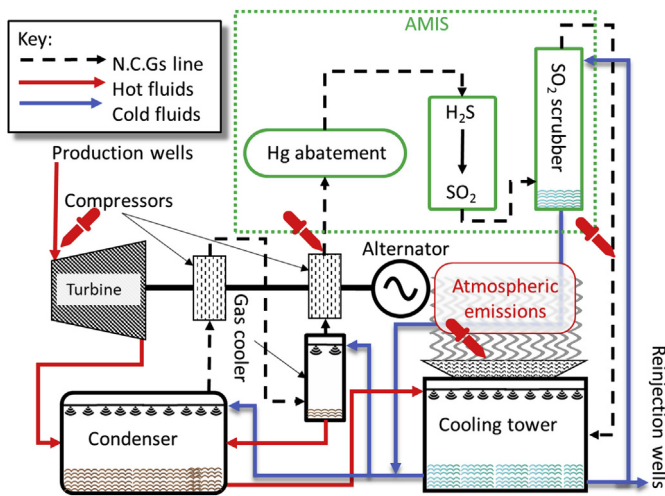 AMIS
Key:
N.C.Gs line
Hot fluids
Cold fluids
Production wells
Compressors
Hg abatement
H₂S
SO₂
SO₂ scrubber
Alternator
Turbine
Gas cooler
Atmospheric
emissions
Condenser
Cooling tower
Reinjection wells